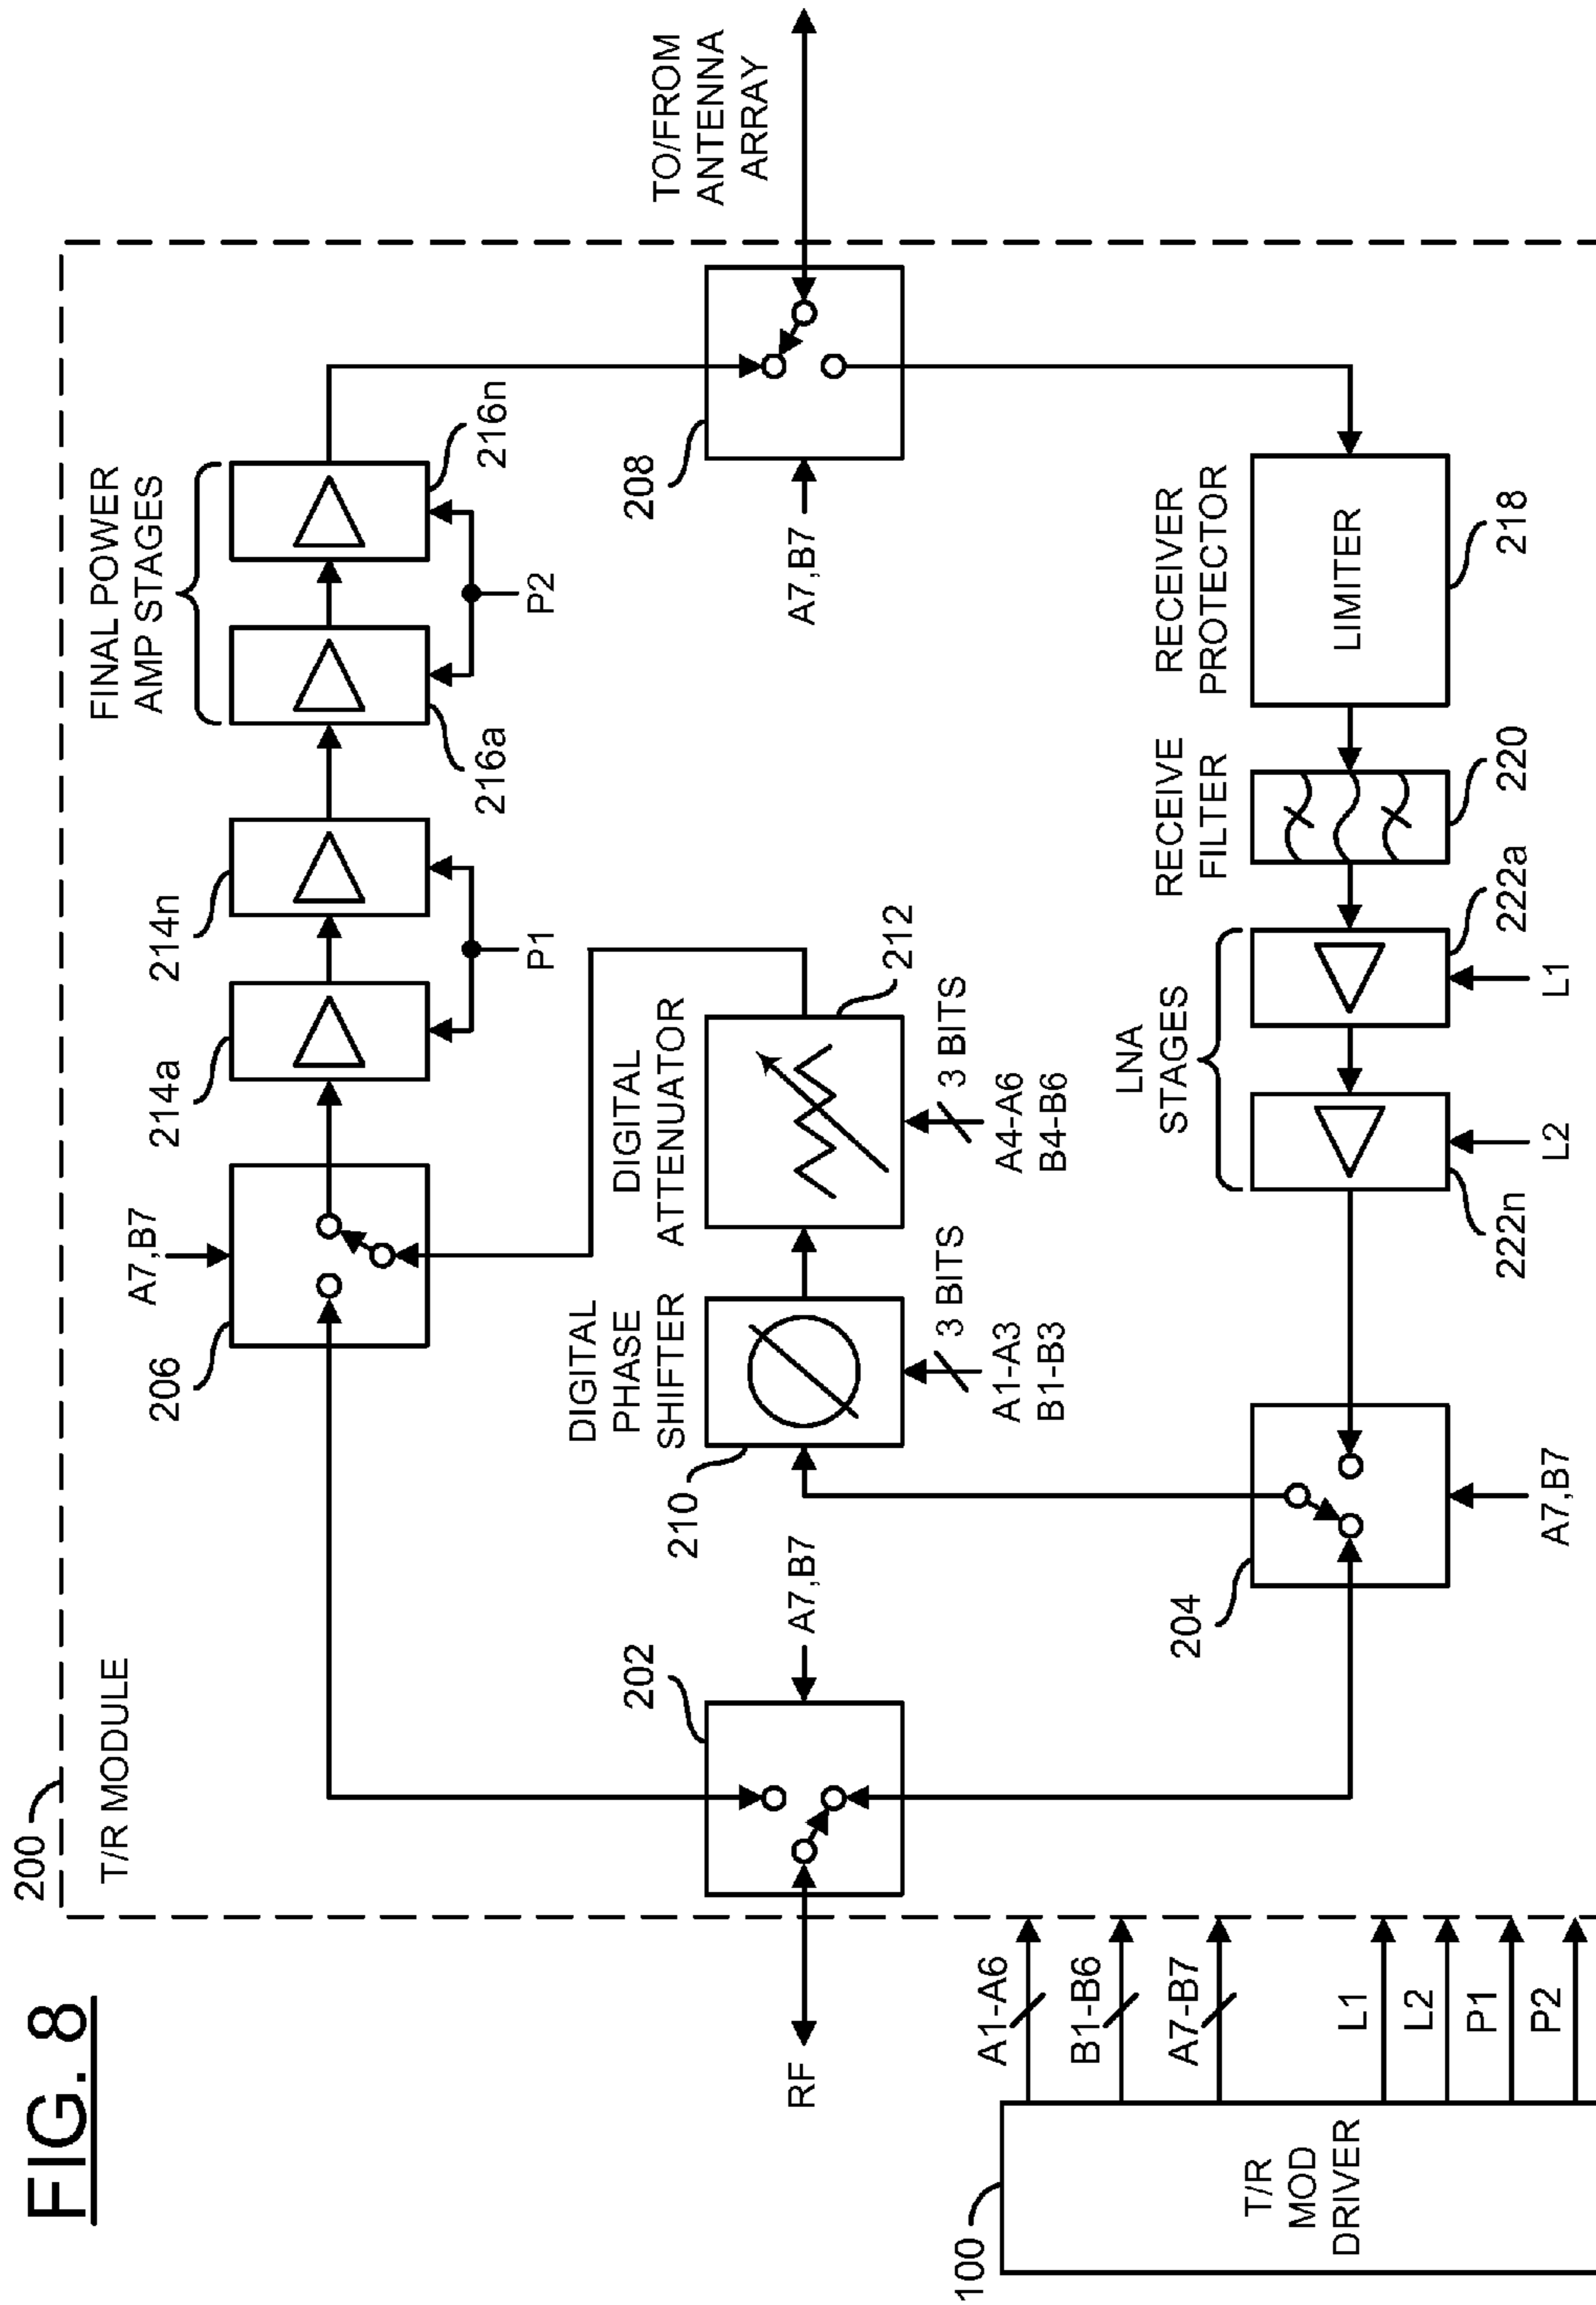 FIG. 8
200
T/R MODULE
206
A7,B7
214a
214n
P1
FINAL POWER
AMP STAGES
216a
216n
P2
RF
202
A7,B7
210
DIGITAL
PHASE
SHIFTER
3 BITS
A1-A3
B1-B3
DIGITAL
ATTENUATOR
212
3 BITS
A4-A6
B4-B6
208
A7,B7
TO/FROM
ANTENNA
ARRAY
204
A7,B7
LNA
STAGES
222n
L2
222a
L1
RECEIVE
FILTER
220
RECEIVER
PROTECTOR
LIMITER
218
100
T/R
MOD
DRIVER
A1-A6
B1-B6
A7-B7
L1
L2
P1
P2